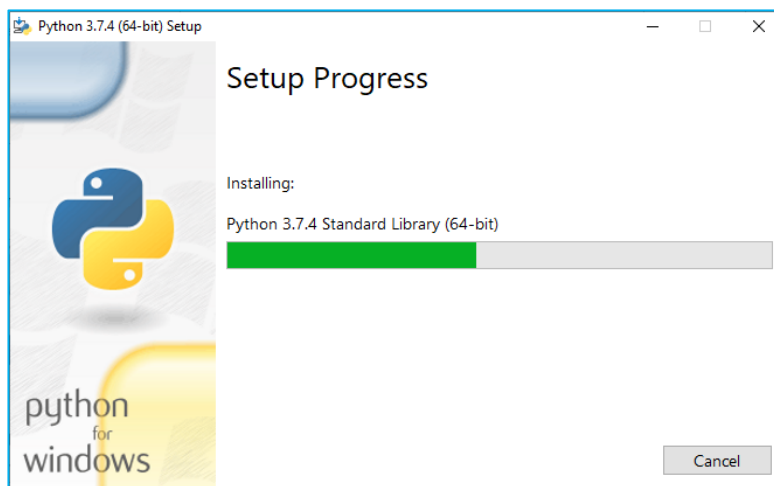 Python 3.7.4 (64-bit) Setup
Setup Progress
Installing:
Python 3.7.4 Standard Library (64-bit)
python
for
windows
Cancel